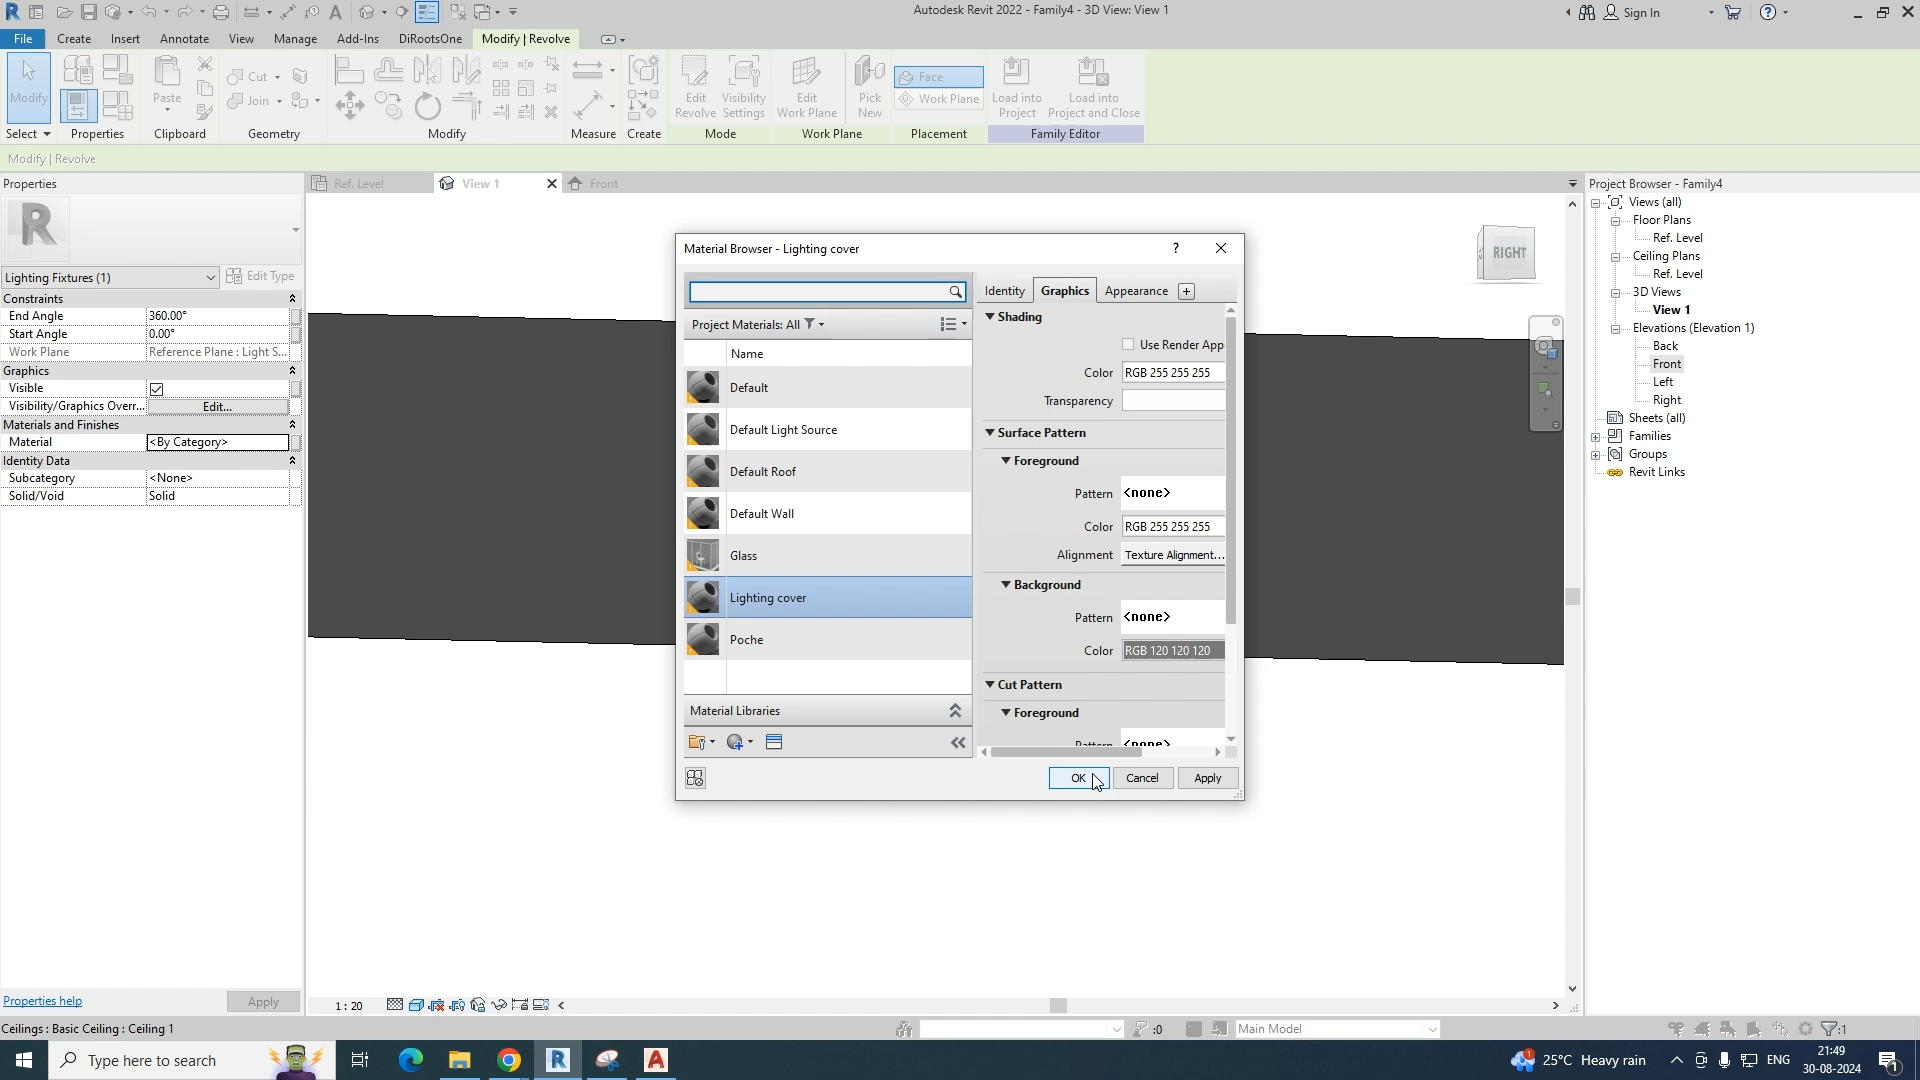 Autodesk Revit 2022 - Family4 - 3D View: View 1
Sign In
File Create Insert Annotate View Manage Add-Ins DiRootsOne Modify | Revolve
Modify
Paste
Cut
Join
Edit Revolve
Visibility Settings
Edit Work Plane
Pick New
Face
Work Plane
Load into Project
Load into Project and Close
Select Properties Clipboard Geometry Modify Measure Create Mode Work Plane Placement Family Editor
Modify | Revolve
Properties
Ref. Level View 1 Front
Project Browser - Family4
Lighting Fixtures (1) Edit Type
Constraints
End Angle 360.00°
Start Angle 0.00°
Work Plane Reference Plane : Light S...
Graphics
Visible
Visibility/Graphics Overr... Edit...
Materials and Finishes
Material <By Category>
Identity Data
Subcategory <None>
Solid/Void Solid
Properties help Apply
Material Browser - Lighting cover ?
Project Materials: All
Name
Default
Default Light Source
Default Roof
Default Wall
Glass
Lighting cover
Poche
Material Libraries
Identity Graphics Appearance
Shading
Use Render App
Color RGB 255 255 255
Transparency
Surface Pattern
Foreground
Pattern <none>
Color RGB 255 255 255
Alignment Texture Alignment...
Background
Pattern <none>
Color RGB 120 120 120
Cut Pattern
Foreground
Pattern <none>
OK Cancel Apply
RIGHT
Views (all)
Floor Plans
Ref. Level
Ceiling Plans
Ref. Level
3D Views
View 1
Elevations (Elevation 1)
Back
Front
Left
Right
Sheets (all)
Families
Groups
Revit Links
1 : 20
Ceilings : Basic Ceiling : Ceiling 1
:0
Main Model
:1
Type here to search
25°C Heavy rain
ENG
21:49
30-08-2024